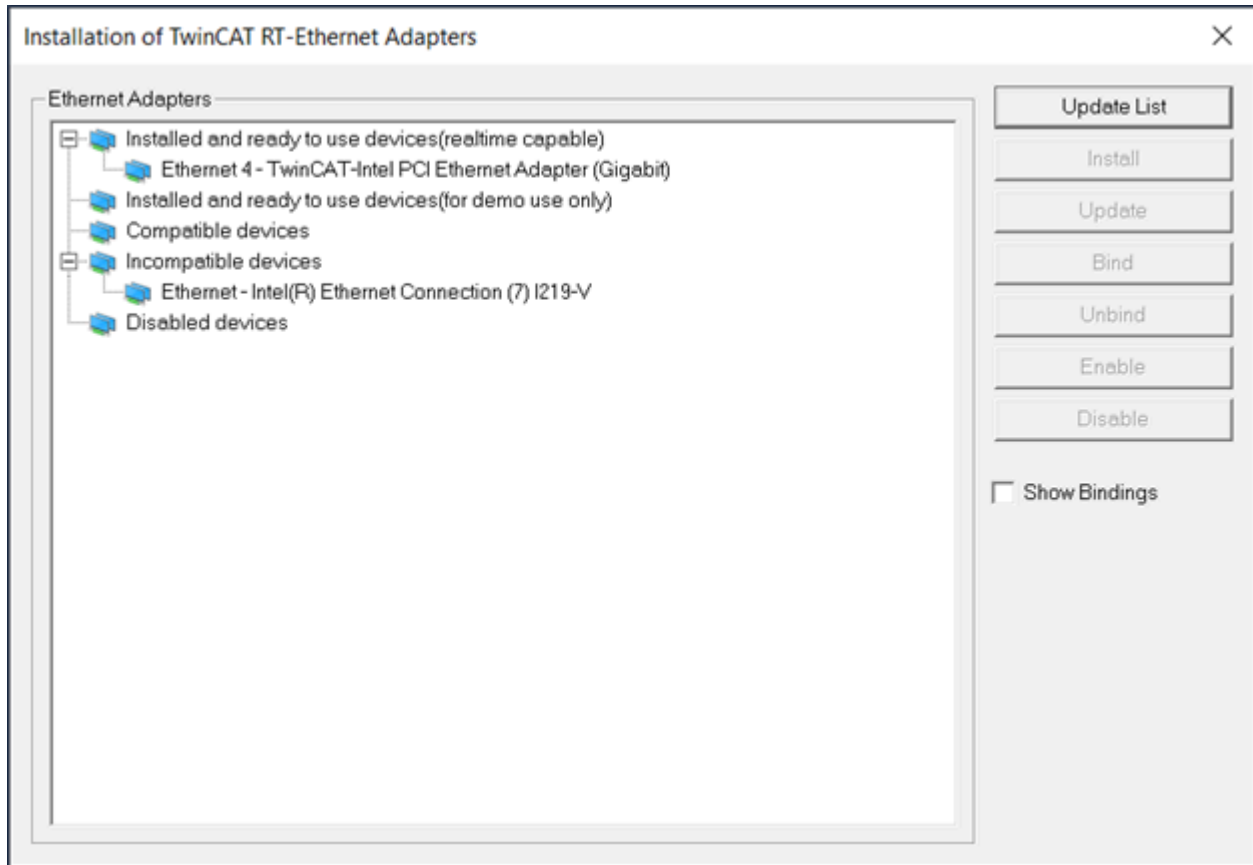 Installation of TwinCAT RT-Ethernet Adapters
Ethernet Adapters
Installed and ready to use devices(realtime capable)
Ethernet 4 - TwinCAT-Intel PCI Ethernet Adapter (Gigabit)
Installed and ready to use devices(for demo use only)
Compatible devices
Incompatible devices
Ethernet - Intel(R) Ethernet Connection (7) I219-V
Disabled devices
Update List
Install
Update
Bind
Unbind
Enable
Disable
Show Bindings